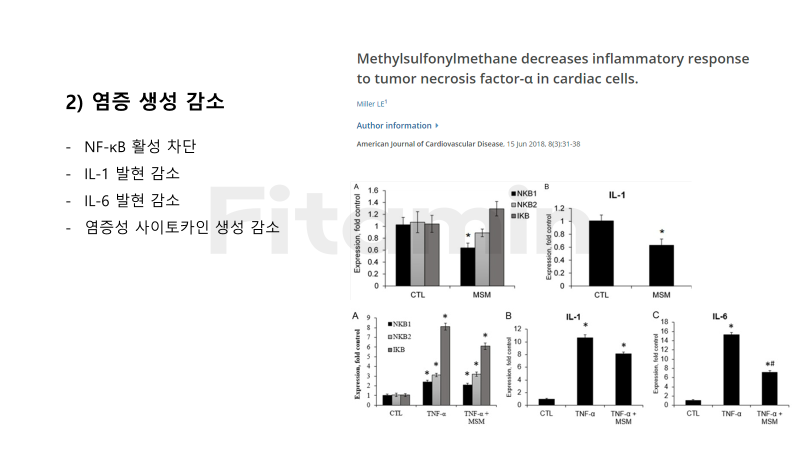 2) 염증 생성 감소
- NF-κB 활성 차단
- IL-1 발현 감소
- IL-6 발현 감소
- 염증성 사이토카인 생성 감소
Fitamin
Methylsulfonylmethane decreases inflammatory response
to tumor necrosis factor-α in cardiac cells.
Miller LE1
Author information
American Journal of Cardiovascular Disease, 15 Jun 2018, 8(3):31-38
A
Expression, fold control
1.6
1.4
1.2
1
0.8
0.6
0.4
0.2
0
NKB1
NKB2
IKB
*
CTL MSM
B
IL-1
Expression, fold control
1.2
1
0.8
0.6
0.4
0.2
0
*
CTL MSM
A
Expression, fold control
9
8
7
6
5
4
3
2
1
0
NKB1
NKB2
IKB
* * *
* * *
CTL TNF-α TNF-α +
MSM
B
IL-1
Expression, fold control
12
10
8
6
4
2
0
* *
CTL TNF-α TNF-α +
MSM
C
IL-6
Expression, fold control
18
16
14
12
10
8
6
4
2
0
* *#
CTL TNF-α TNF-α +
MSM